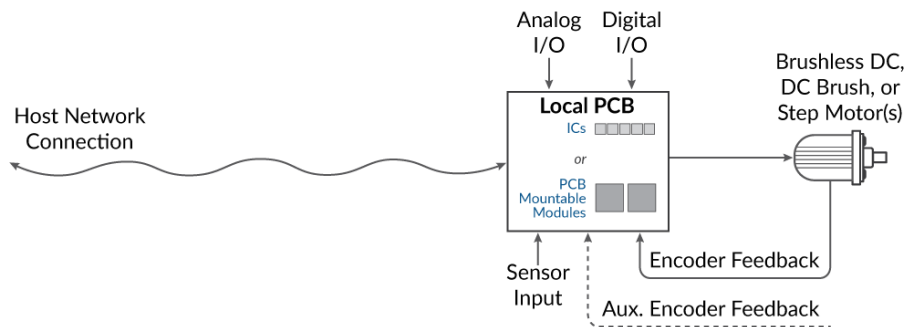 Analog
I/O
Digital
I/O
Brushless DC,
DC Brush, or
Step Motor(s)
Host Network
Connection
Local PCB
ICs
or
PCB
Mountable
Modules
Sensor
Input
Encoder Feedback
Aux. Encoder Feedback